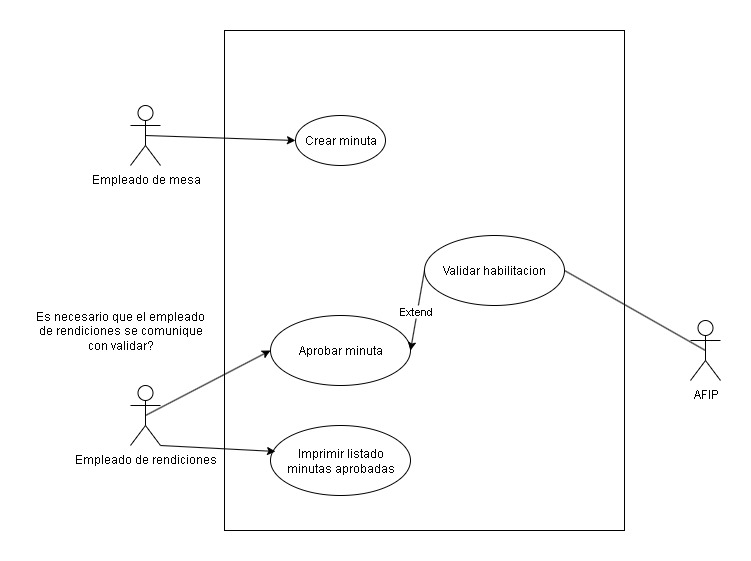 Crear minuta
Empleado de mesa
Validar habilitacion
Es necesario que el empleado
de rendiciones se comunique
con validar?
Extend
Aprobar minuta
AFIP
Empleado de rendiciones
Imprimir listado
minutas aprobadas